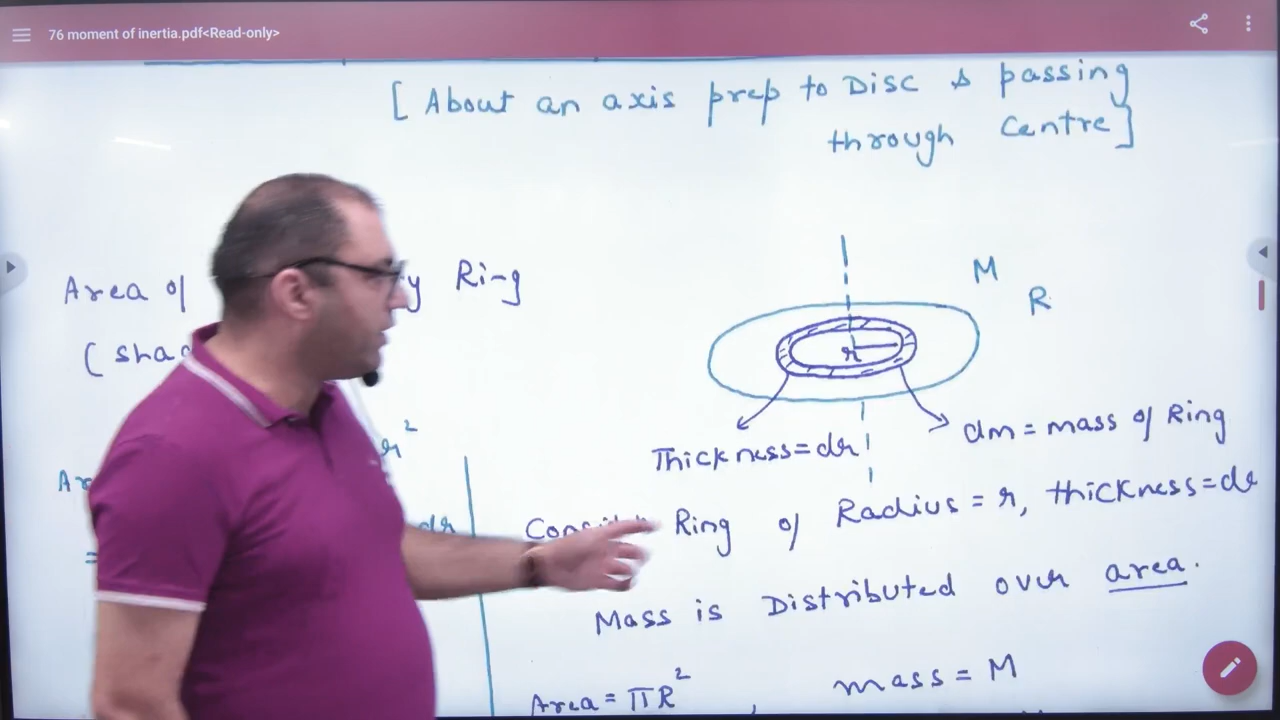 76 moment of inertia.pdf<Read-only>
[ About an axis prep to Disc & passing
through Centre ]
Area of Ring
M
R
r
Thickness=dr
dm = mass of Ring
Ring of Radius = r, thickness=dr
Mass is Distributed over area.
Area = πR²,
mass = M